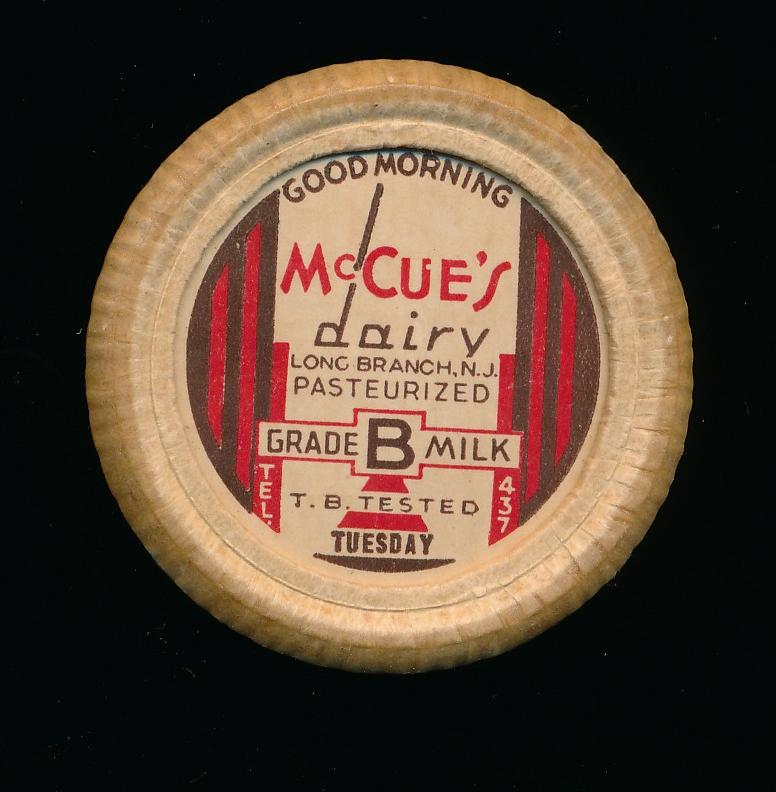 GOOD MORNING
McCUE'S
dairy
LONG BRANCH, N.J.
PASTEURIZED
GRADE B MILK
TEL. 437
T. B. TESTED
TUESDAY